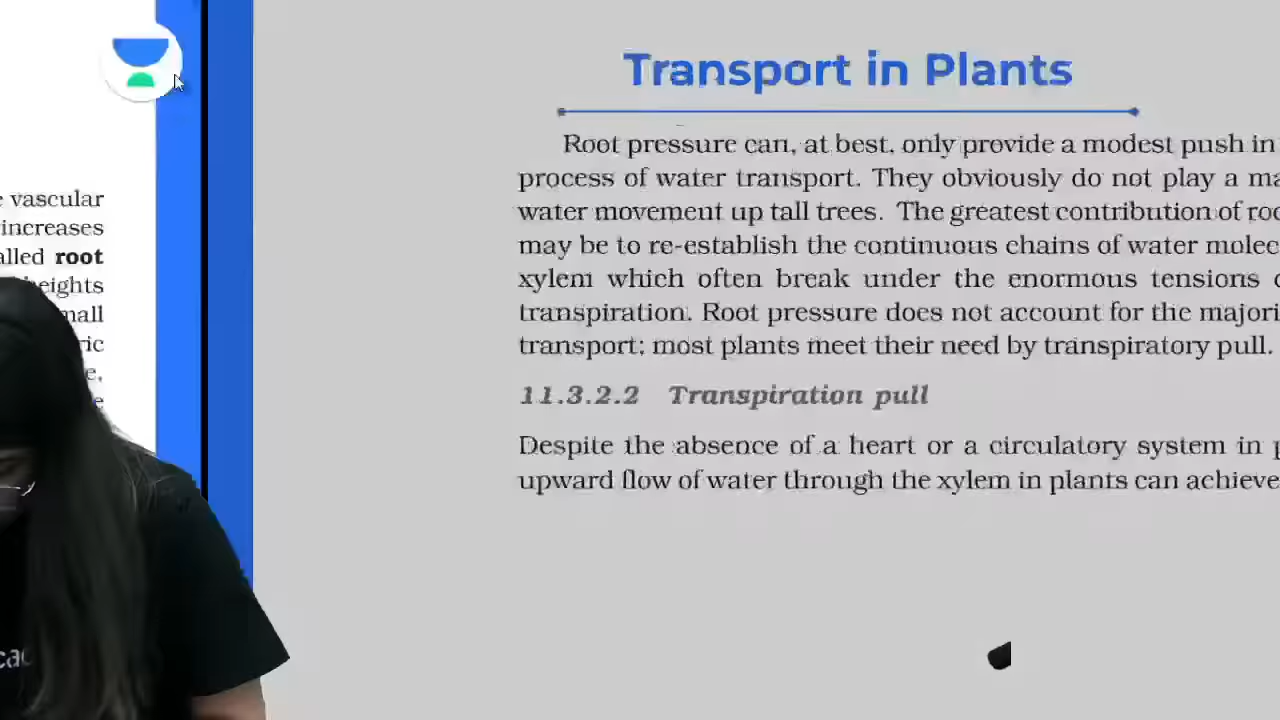 Transport in Plants
vascular
increases
alled root
heights
mall
ric
e,
e
Root pressure can, at best, only provide a modest push in
process of water transport. They obviously do not play a ma
water movement up tall trees. The greatest contribution of roo
may be to re-establish the continuous chains of water molec
xylem which often break under the enormous tensions c
transpiration. Root pressure does not account for the majori
transport; most plants meet their need by transpiratory pull.
11.3.2.2 Transpiration pull
Despite the absence of a heart or a circulatory system in p
upward flow of water through the xylem in plants can achieve